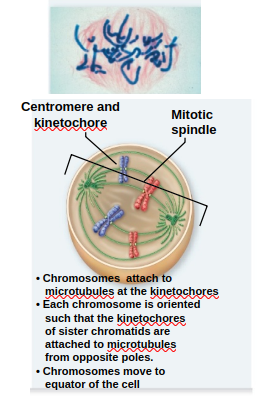 Centromere and
kinetochore
Mitotic
spindle
• Chromosomes attach to
microtubules at the kinetochores
• Each chromosome is oriented
such that the kinetochores
of sister chromatids are
attached to microtubules
from opposite poles.
• Chromosomes move to
equator of the cell